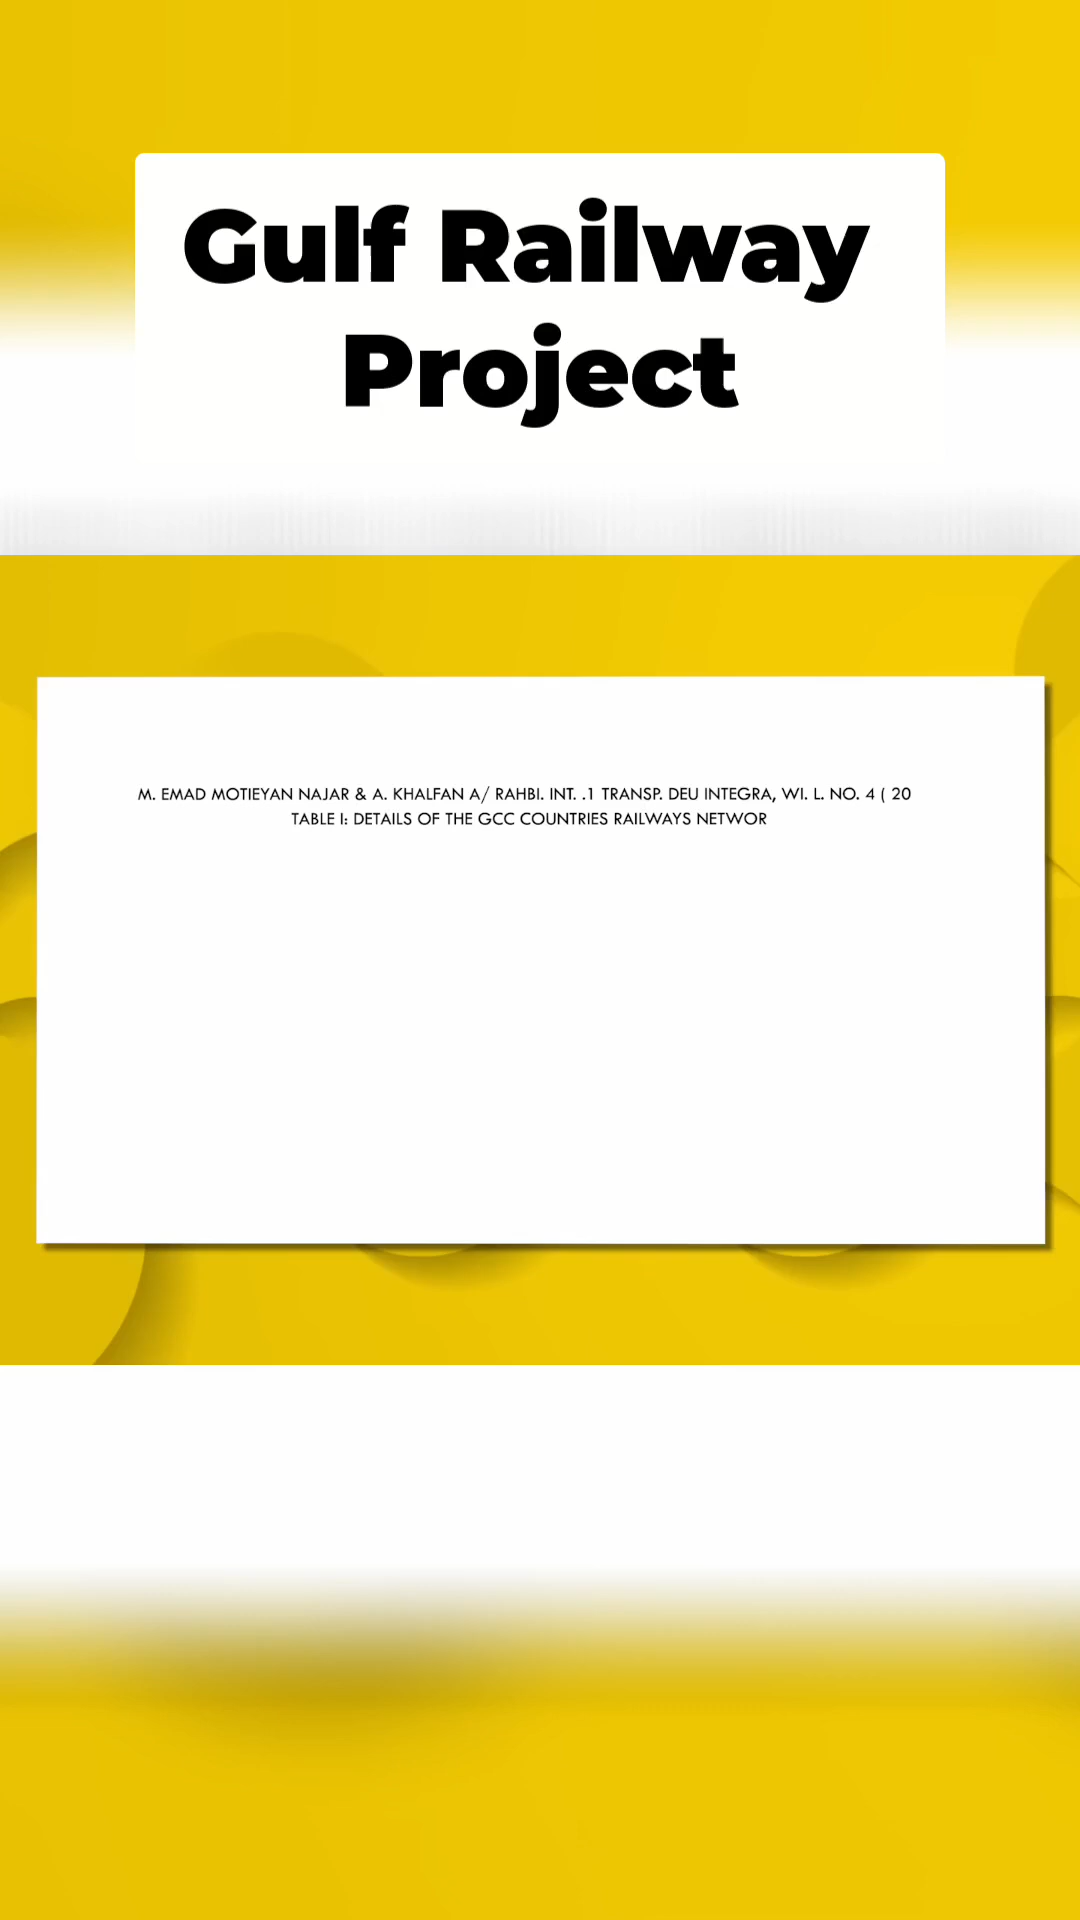 Gulf Railway
Project
M. EMAD MOTIEYAN NAJAR & A. KHALFAN A/ RAHBI. INT. .1 TRANSP. DEU INTEGRA, WI. L. NO. 4 ( 20
TABLE I: DETAILS OF THE GCC COUNTRIES RAILWAYS NETWOR